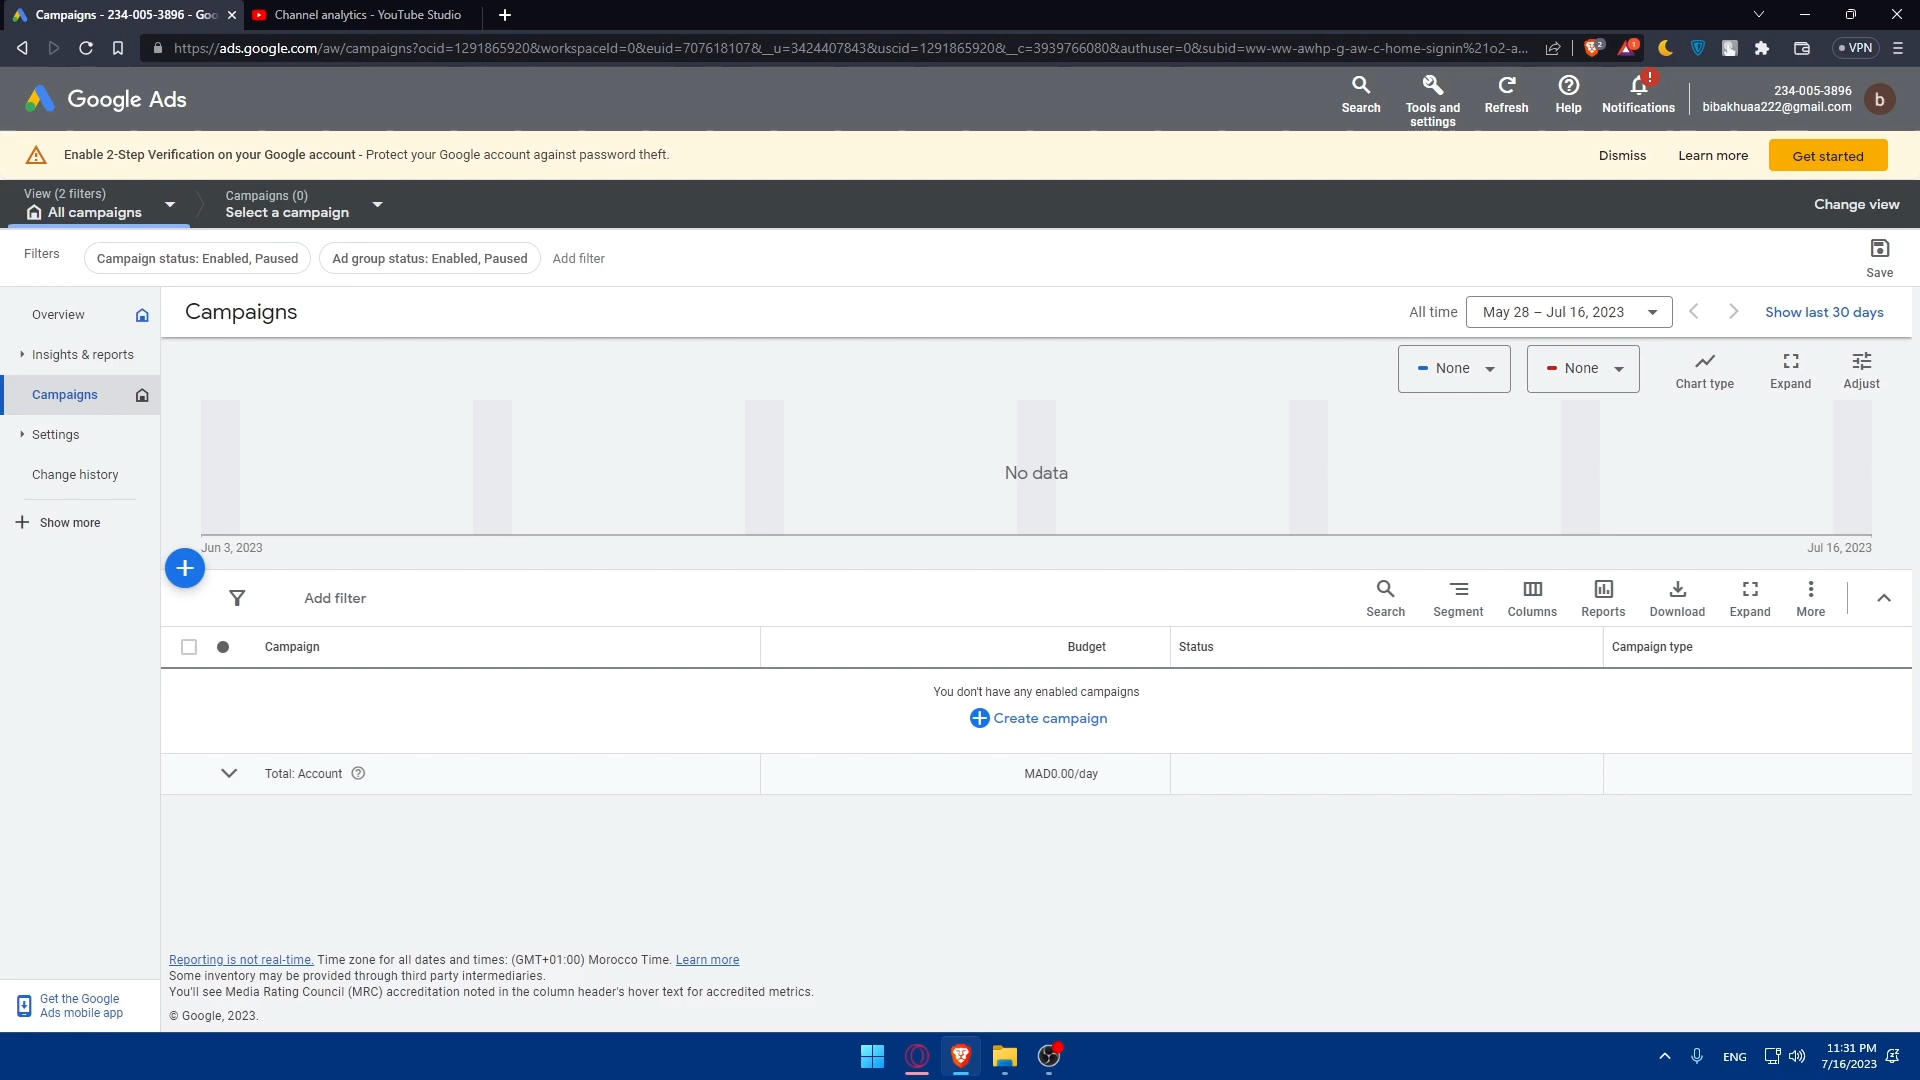 Campaigns - 234-005-3896 - Goo
Channel analytics - YouTube Studio
https://ads.google.com/aw/campaigns?ocid=1291865920&workspaceId=0&euid=707618107&__u=3424407843&uscid=1291865920&__c=3939766080&authuser=0&subid=ww-ww-awhp-g-aw-c-home-signin%21o2-a...
2
1
VPN
Google Ads
Search
Tools and
settings
Refresh
Help
Notifications
!
234-005-3896
bibakhuaa222@gmail.com
b
Enable 2-Step Verification on your Google account - Protect your Google account against password theft.
Dismiss
Learn more
Get started
View (2 filters)
All campaigns
Campaigns (0)
Select a campaign
Change view
Filters
Campaign status: Enabled, Paused
Ad group status: Enabled, Paused
Add filter
Save
Overview
Insights & reports
Campaigns
Settings
Change history
Show more
Campaigns
All time
May 28 – Jul 16, 2023
Show last 30 days
None
None
Chart type
Expand
Adjust
No data
Jun 3, 2023
Jul 16, 2023
Add filter
Search
Segment
Columns
Reports
Download
Expand
More
Campaign
Budget
Status
Campaign type
You don't have any enabled campaigns
Create campaign
Total: Account
MAD0.00/day
Reporting is not real-time. Time zone for all dates and times: (GMT+01:00) Morocco Time. Learn more
Some inventory may be provided through third party intermediaries.
You'll see Media Rating Council (MRC) accreditation noted in the column header's hover text for accredited metrics.
© Google, 2023.
Get the Google
Ads mobile app
ENG
11:31 PM
7/16/2023